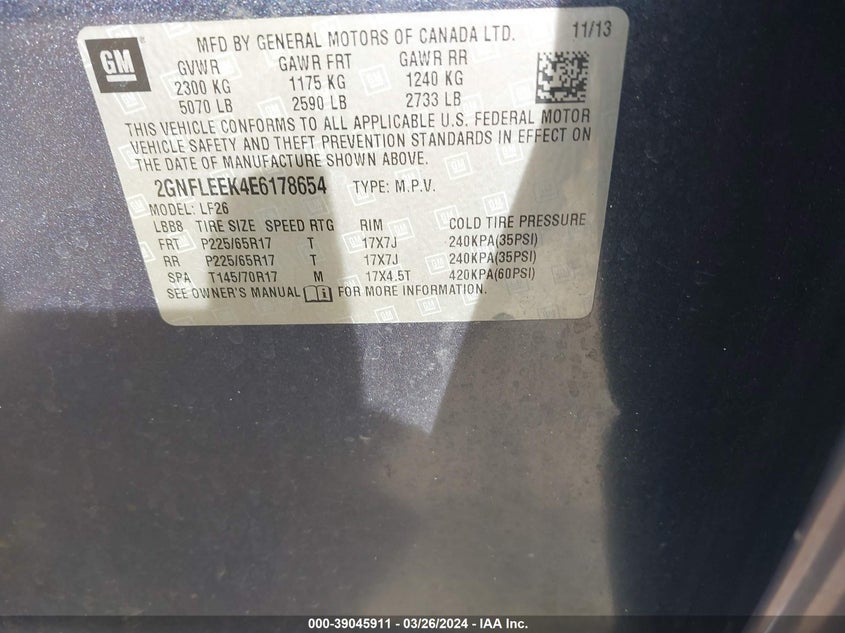 GM
MFD BY GENERAL MOTORS OF CANADA LTD. 11/13
GVWR GAWR FRT GAWR RR
2300 KG 1175 KG 1240 KG
5070 LB 2590 LB 2733 LB
THIS VEHICLE CONFORMS TO ALL APPLICABLE U.S. FEDERAL MOTOR
VEHICLE SAFETY AND THEFT PREVENTION STANDARDS IN EFFECT ON
THE DATE OF MANUFACTURE SHOWN ABOVE.
2GNFLEEK4E6178654 TYPE: M.P.V.
MODEL: LF26
LBB8 TIRE SIZE SPEED RTG RIM COLD TIRE PRESSURE
FRT P225/65R17 T 17X7J 240KPA(35PSI)
RR P225/65R17 T 17X7J 240KPA(35PSI)
SPA T145/70R17 M 17X4.5T 420KPA(60PSI)
SEE OWNER'S MANUAL FOR MORE INFORMATION.
000-39045911 - 03/26/2024 - IAA Inc.